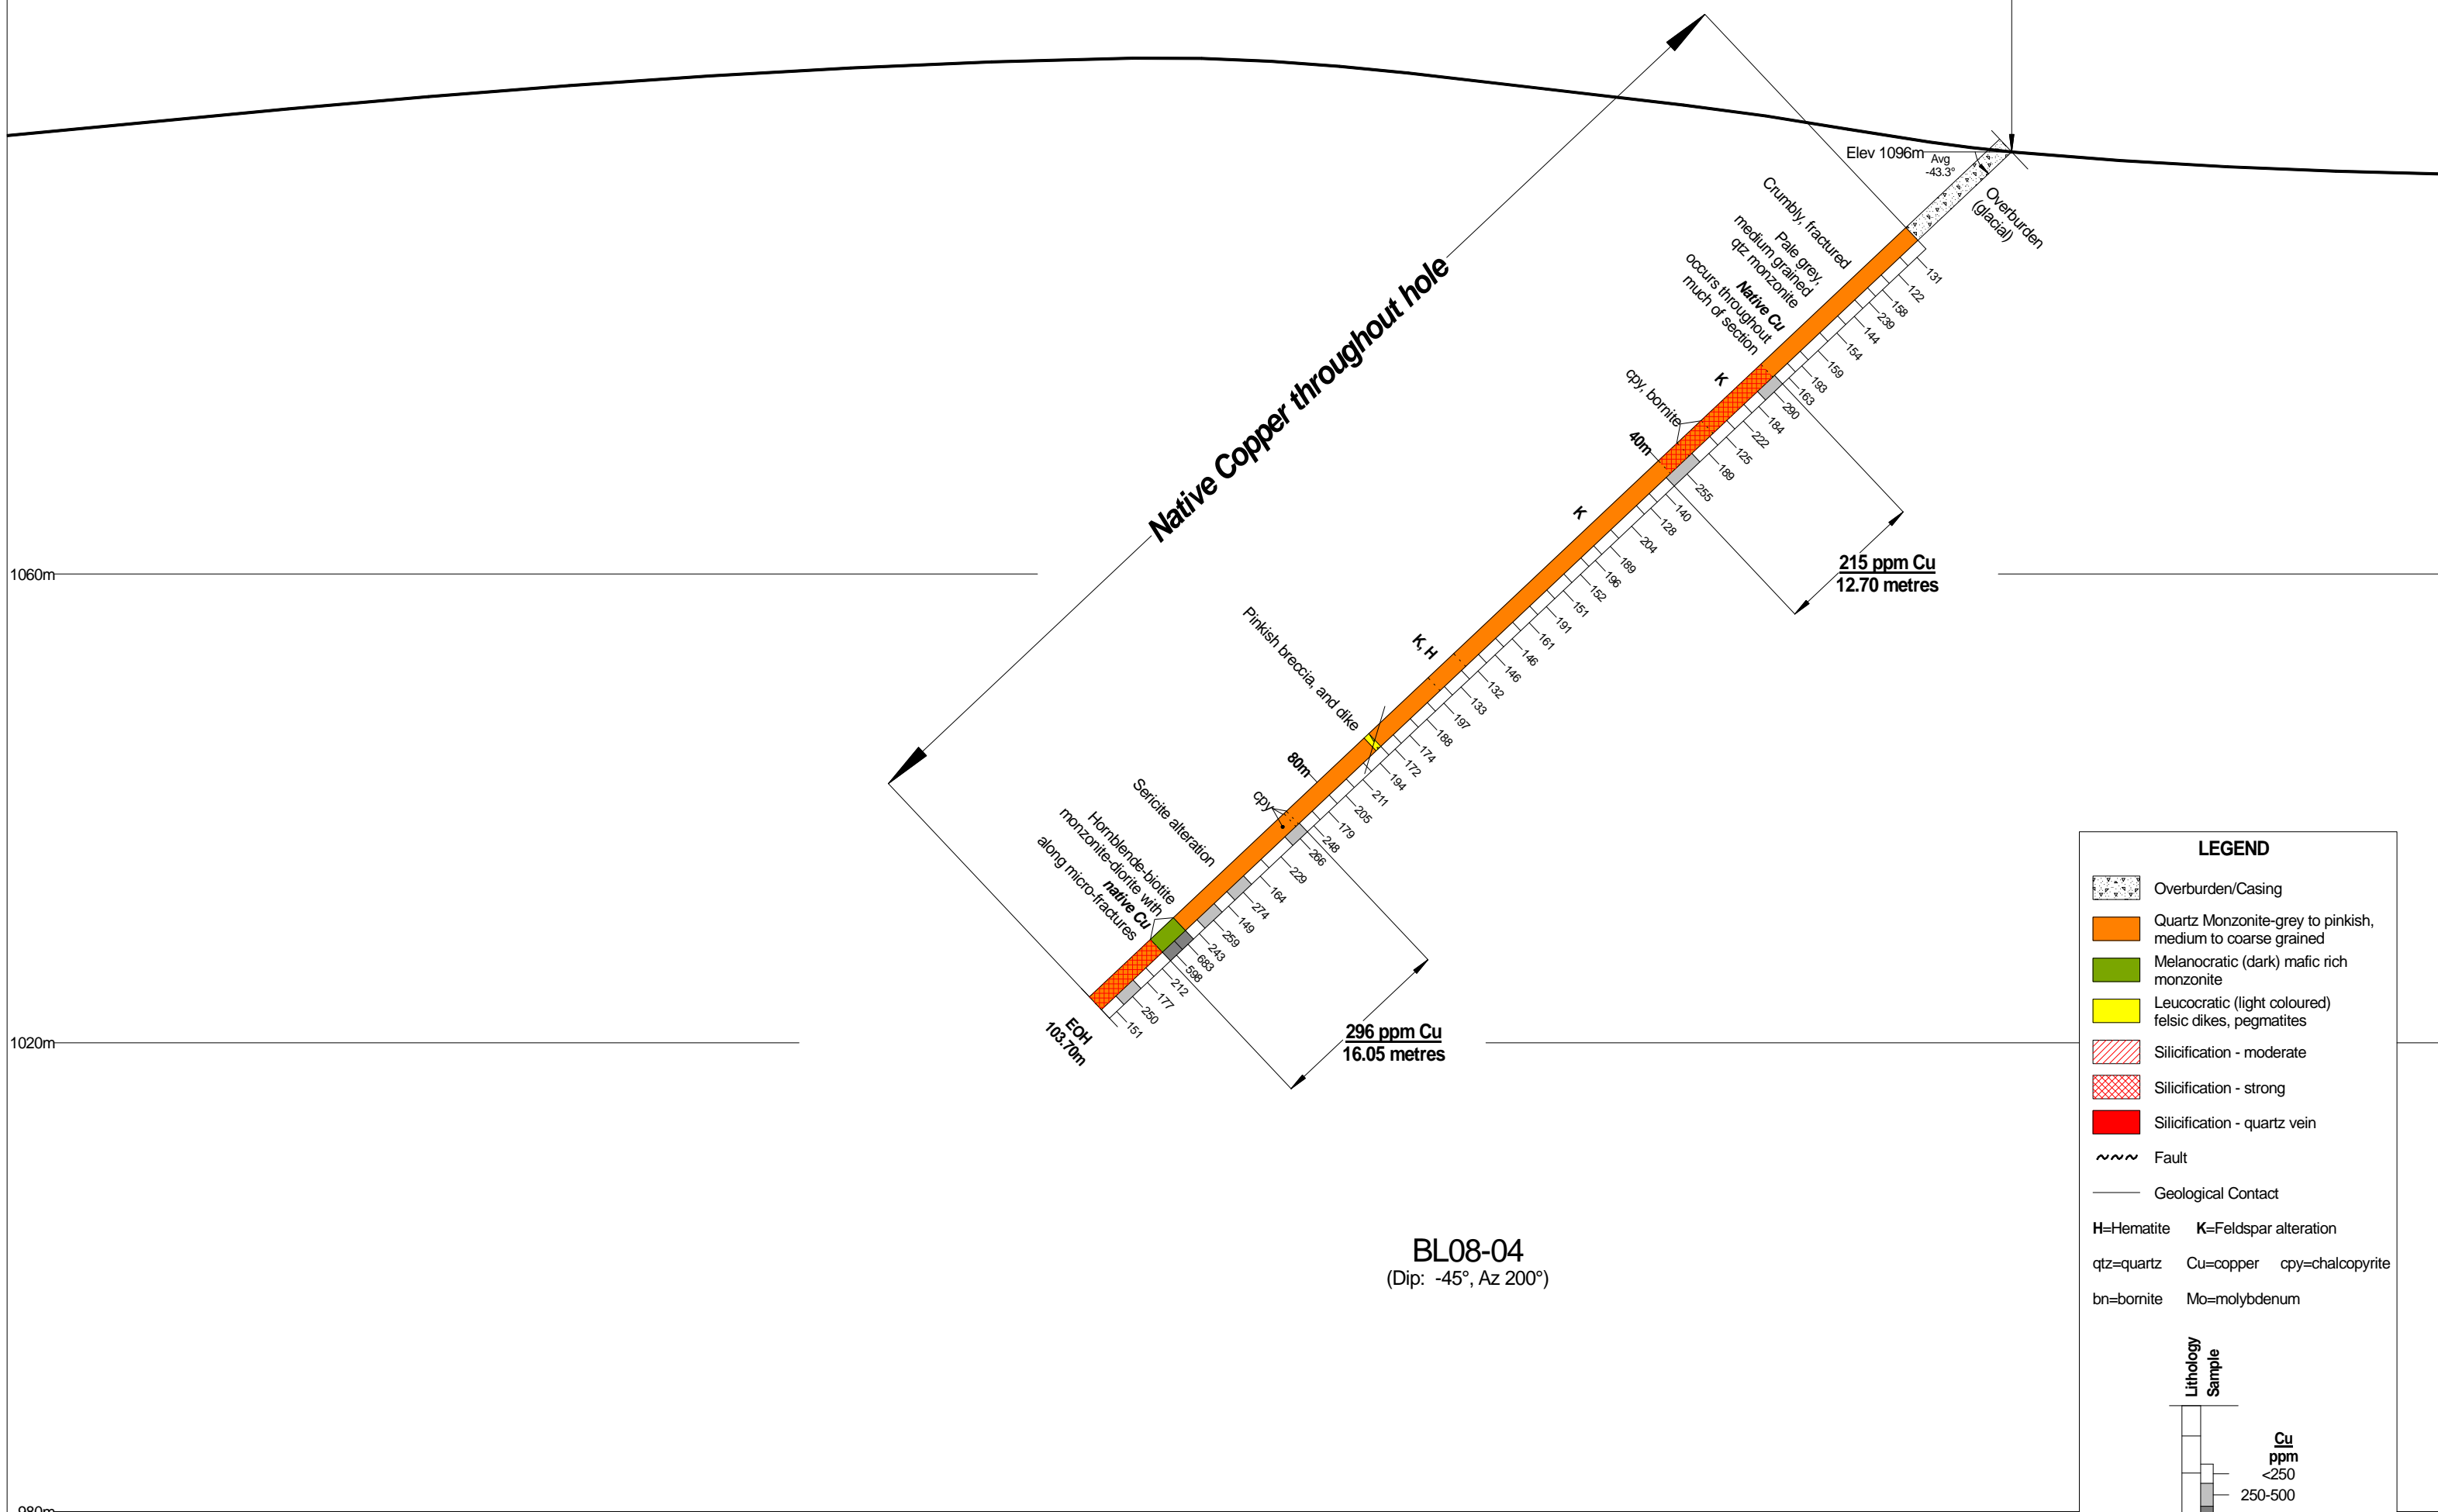 Elev 1096m
Avg
-43.3°
Overburden
(glacial)
Crumbly, fractured
Pale grey,
medium grained
qtz monzonite
Native Cu
occurs throughout
much of section
K
cpy, bornite
40m
K
K, H
Pinkish breccia, and dike
80m
cpy
Sericite alteration
Hornblende-biotite
monzonite-diorite with
native Cu
along micro-fractures
EOH
103.70m
Native Copper throughout hole
131
122
158
239
144
154
159
193
163
290
184
222
125
189
255
140
128
204
189
196
152
151
191
161
146
146
132
133
197
188
174
172
194
211
205
179
248
266
229
164
274
149
259
243
683
598
212
177
250
151
215 ppm Cu
12.70 metres
296 ppm Cu
16.05 metres
1060m
1020m
980m
BL08-04
(Dip: -45°, Az 200°)
LEGEND
Overburden/Casing
Quartz Monzonite-grey to pinkish,
medium to coarse grained
Melanocratic (dark) mafic rich
monzonite
Leucocratic (light coloured)
felsic dikes, pegmatites
Silicification - moderate
Silicification - strong
Silicification - quartz vein
Fault
Geological Contact
H=Hematite K=Feldspar alteration
qtz=quartz Cu=copper cpy=chalcopyrite
bn=bornite Mo=molybdenum
Lithology
Sample
Cu
ppm
<250
250-500